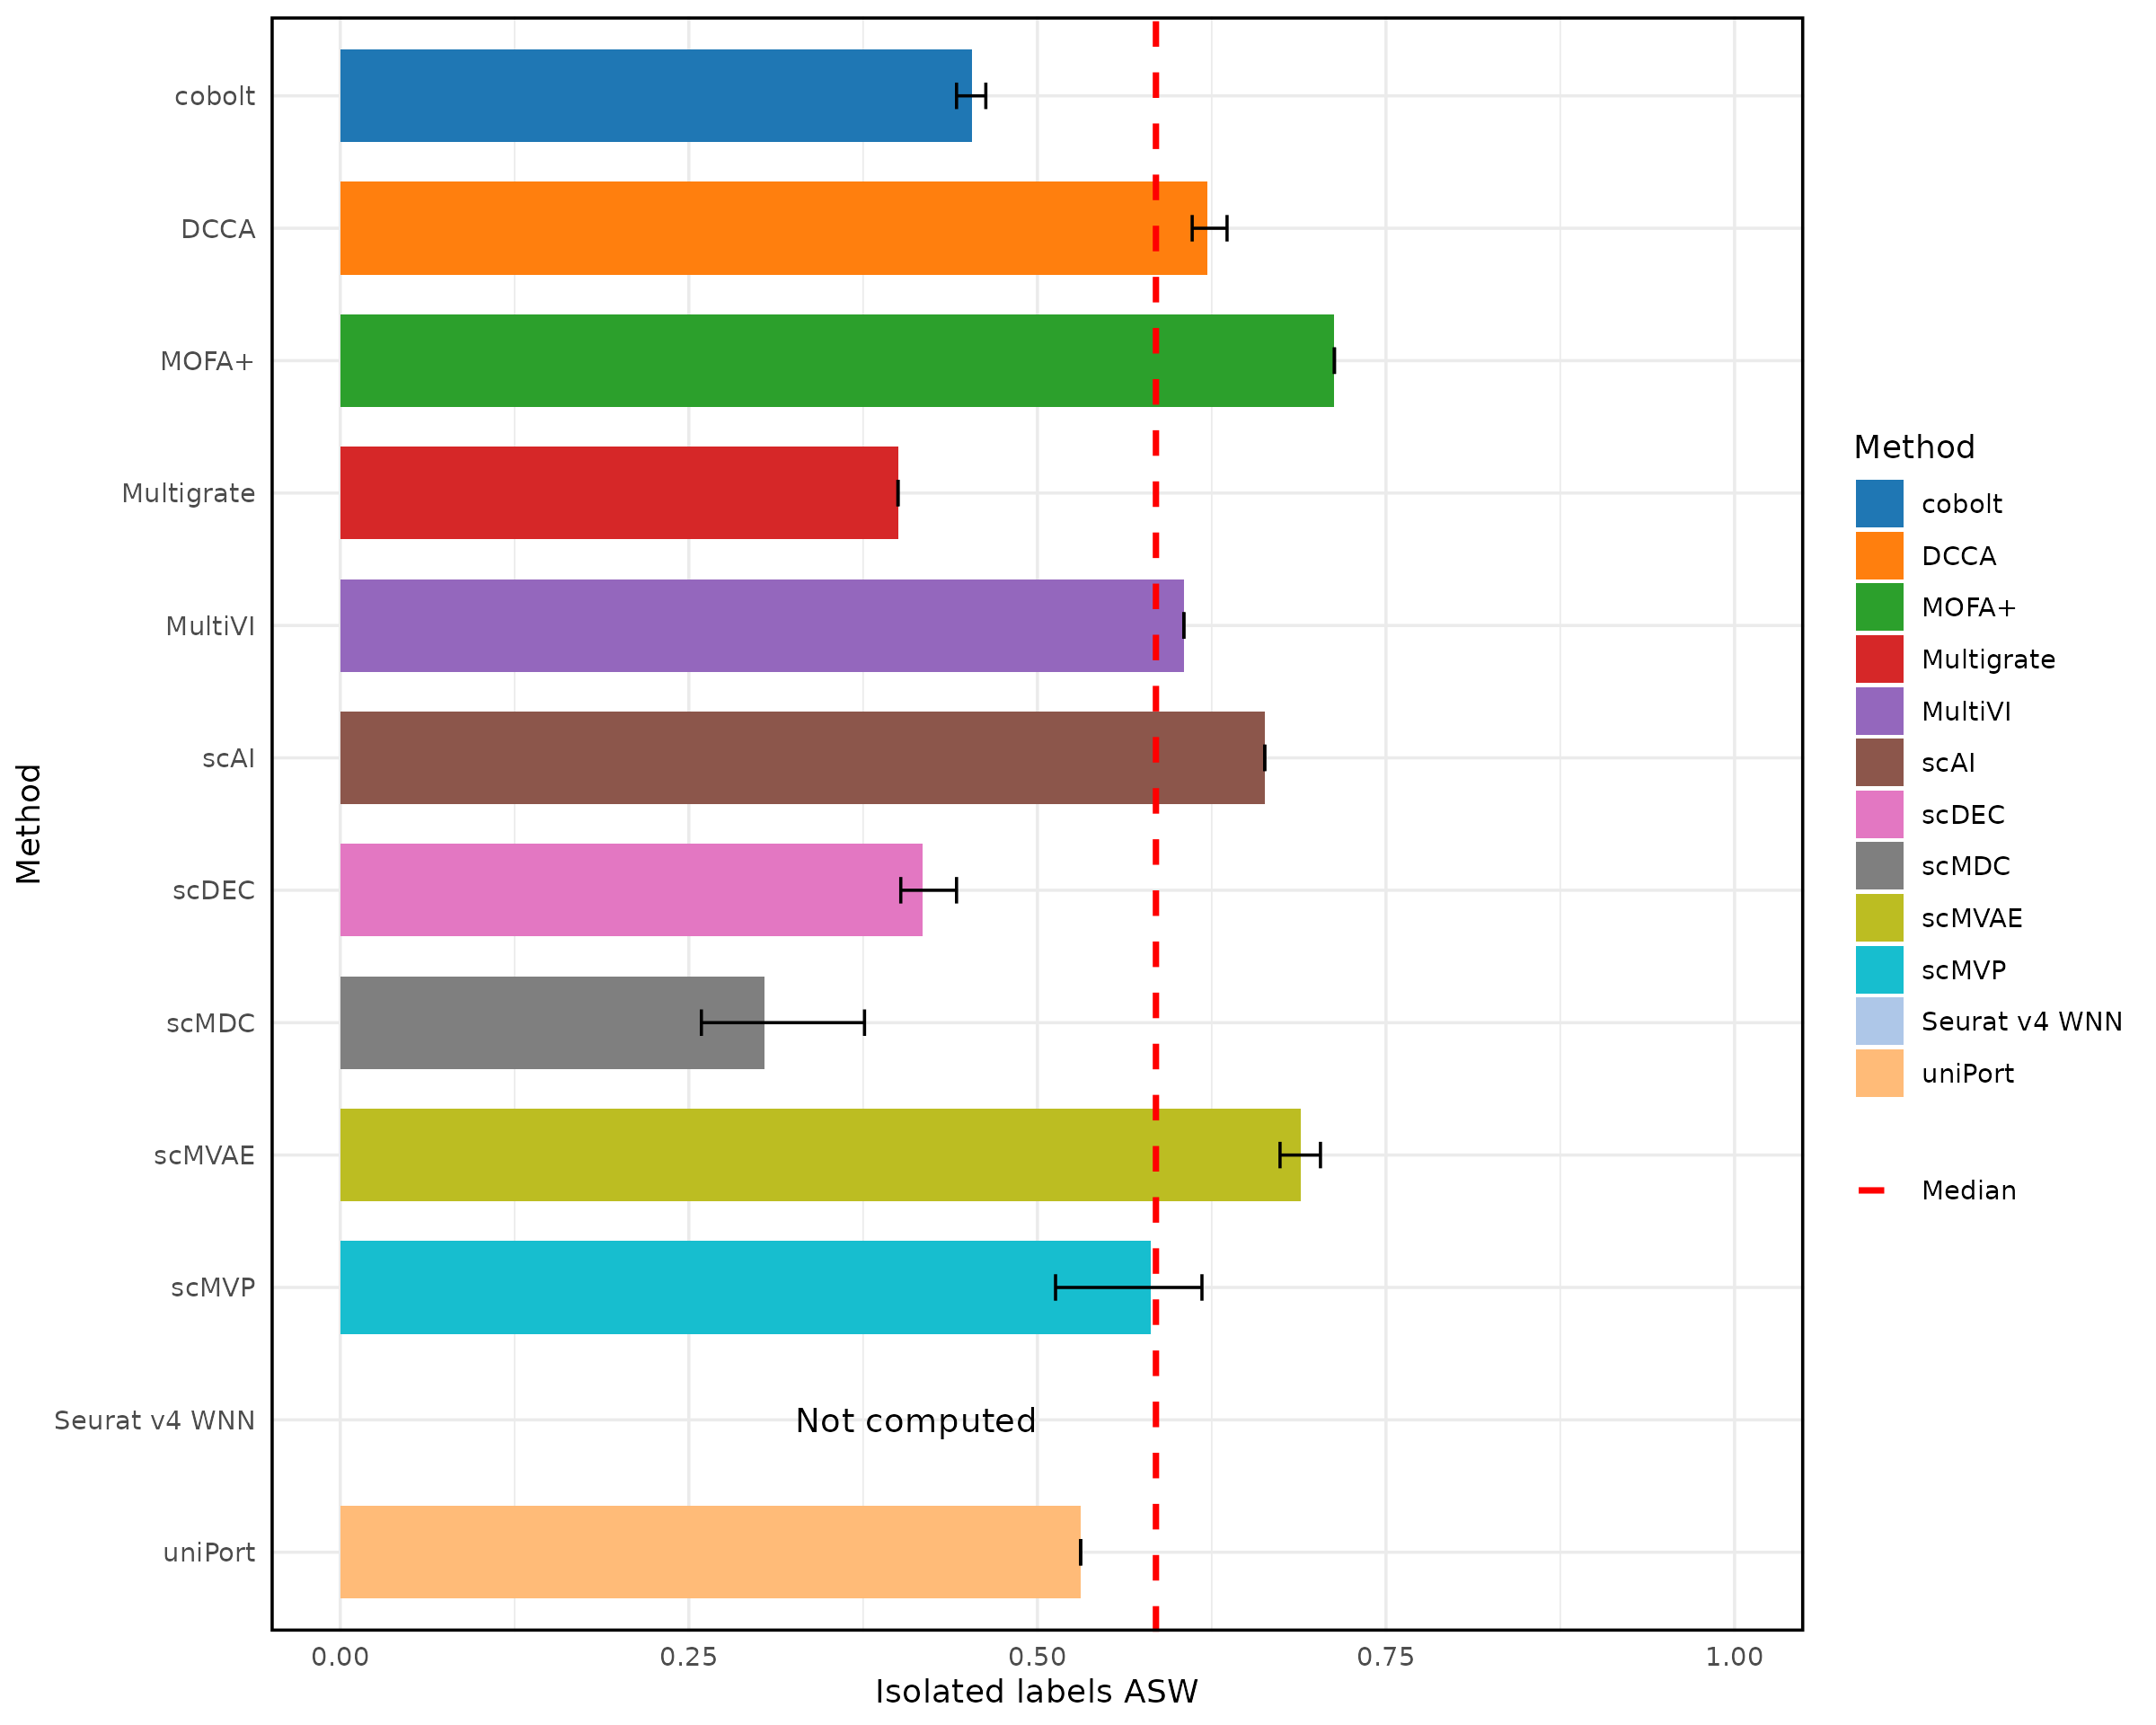 cobolt
DCCA
MOFA+
Multigrate
MultiVI
scAI
scDEC
scMDC
scMVAE
scMVP
Seurat v4 WNN
uniPort
Method
Not computed
0.00 0.25 0.50 0.75 1.00
Isolated labels ASW
Method
cobolt
DCCA
MOFA+
Multigrate
MultiVI
scAI
scDEC
scMDC
scMVAE
scMVP
Seurat v4 WNN
uniPort
Median